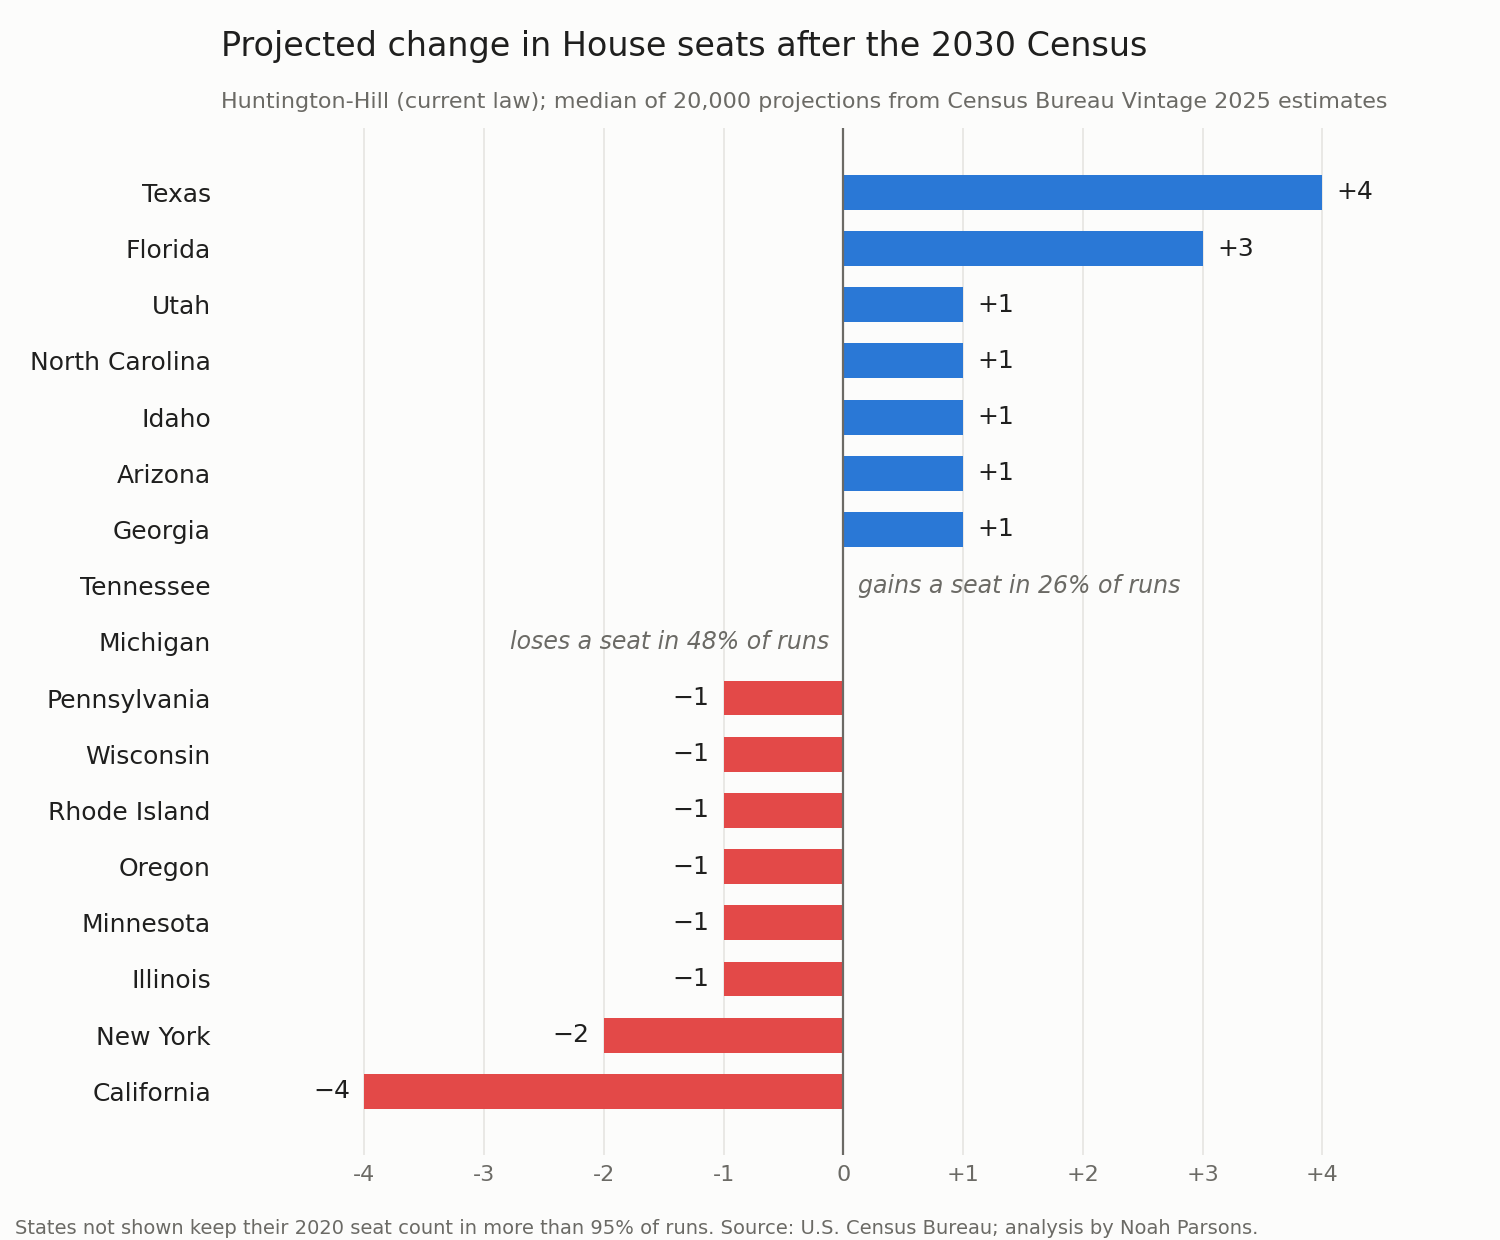 Projected change in House seats after the 2030 Census
Huntington-Hill (current law); median of 20,000 projections from Census Bureau Vintage 2025 estimates
Texas +4
Florida +3
Utah +1
North Carolina +1
Idaho +1
Arizona +1
Georgia +1
Tennessee gains a seat in 26% of runs
Michigan loses a seat in 48% of runs
Pennsylvania −1
Wisconsin −1
Rhode Island −1
Oregon −1
Minnesota −1
Illinois −1
New York −2
California −4
-4 -3 -2 -1 0 +1 +2 +3 +4
States not shown keep their 2020 seat count in more than 95% of runs. Source: U.S. Census Bureau; analysis by Noah Parsons.